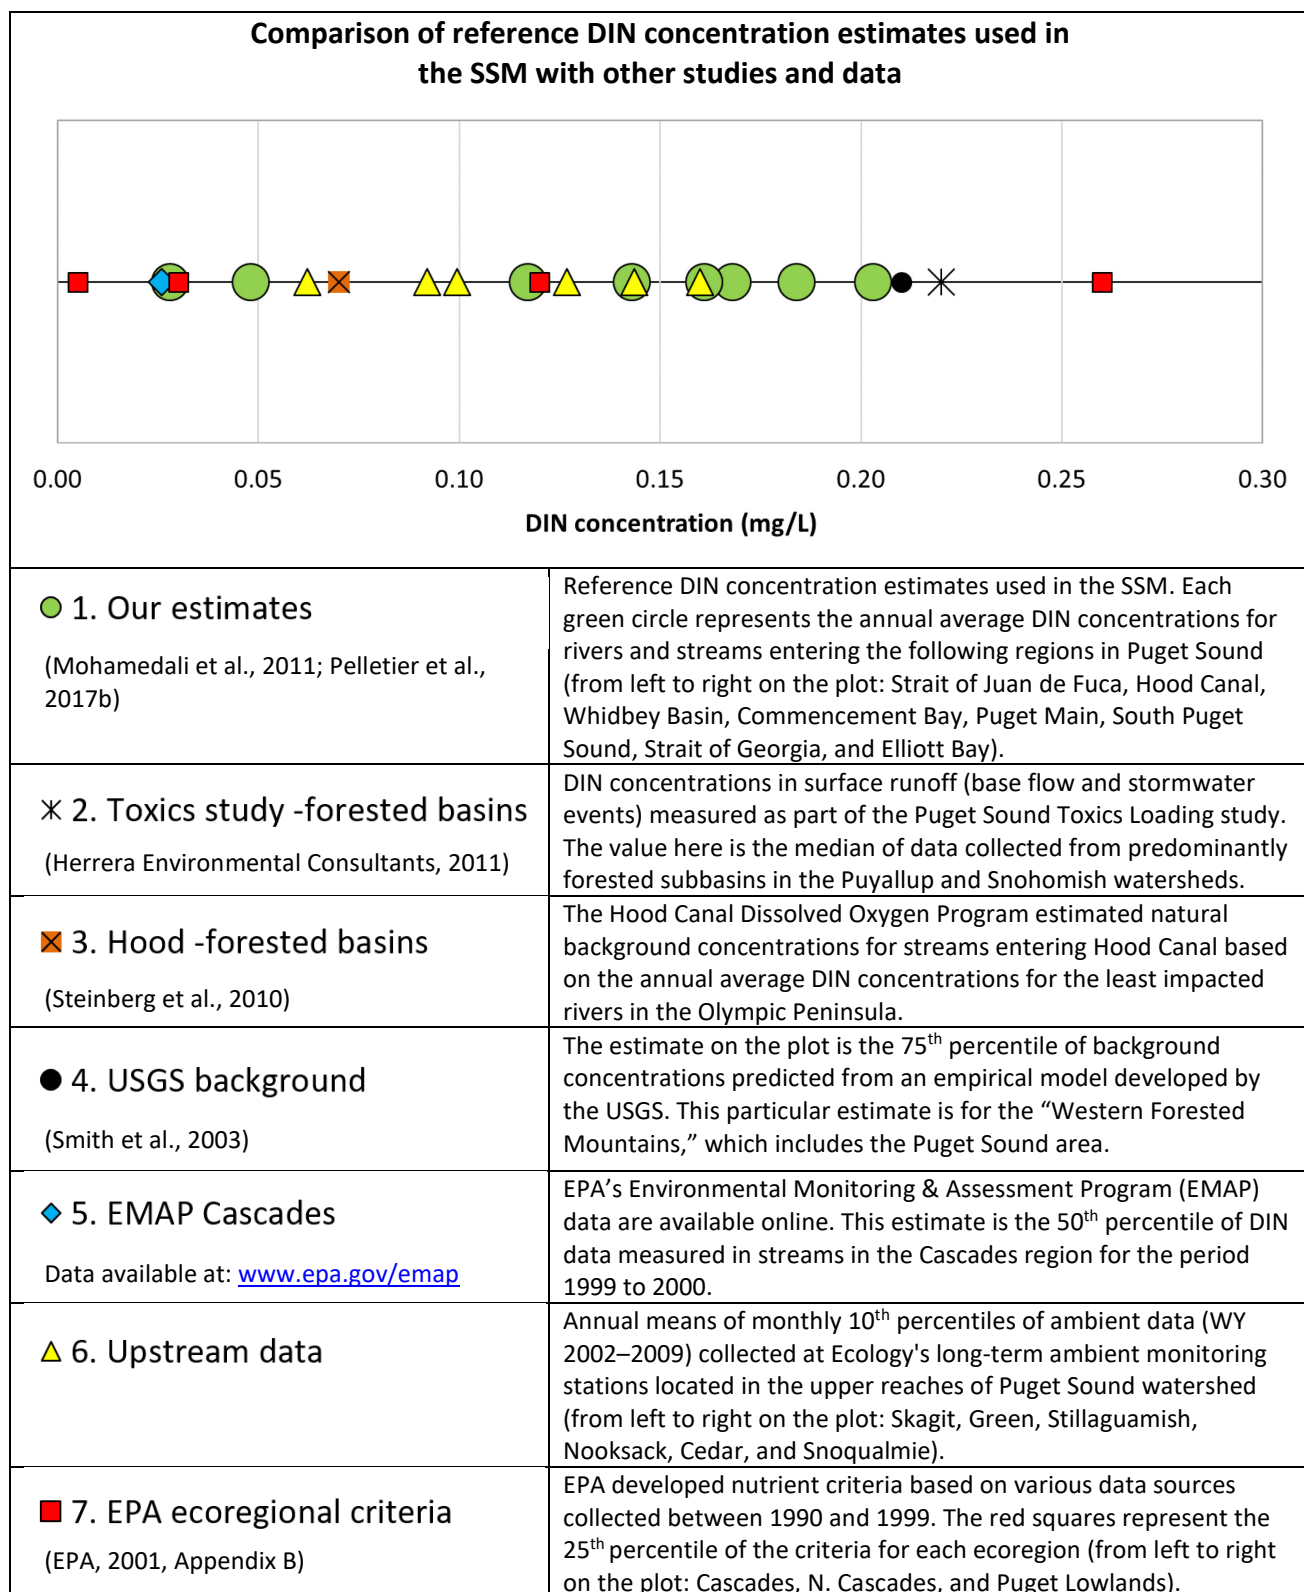 Comparison of reference DIN concentration estimates used in
the SSM with other studies and data
0.00 0.05 0.10 0.15 0.20 0.25 0.30
DIN concentration (mg/L)
1. Our estimates
(Mohamedali et al., 2011; Pelletier et al.,
2017b)
Reference DIN concentration estimates used in the SSM. Each
green circle represents the annual average DIN concentrations for
rivers and streams entering the following regions in Puget Sound
(from left to right on the plot: Strait of Juan de Fuca, Hood Canal,
Whidbey Basin, Commencement Bay, Puget Main, South Puget
Sound, Strait of Georgia, and Elliott Bay).
2. Toxics study -forested basins
(Herrera Environmental Consultants, 2011)
DIN concentrations in surface runoff (base flow and stormwater
events) measured as part of the Puget Sound Toxics Loading study.
The value here is the median of data collected from predominantly
forested subbasins in the Puyallup and Snohomish watersheds.
3. Hood -forested basins
(Steinberg et al., 2010)
The Hood Canal Dissolved Oxygen Program estimated natural
background concentrations for streams entering Hood Canal based
on the annual average DIN concentrations for the least impacted
rivers in the Olympic Peninsula.
4. USGS background
(Smith et al., 2003)
The estimate on the plot is the 75th percentile of background
concentrations predicted from an empirical model developed by
the USGS. This particular estimate is for the “Western Forested
Mountains,” which includes the Puget Sound area.
5. EMAP Cascades
Data available at: www.epa.gov/emap
EPA’s Environmental Monitoring & Assessment Program (EMAP)
data are available online. This estimate is the 50th percentile of DIN
data measured in streams in the Cascades region for the period
1999 to 2000.
6. Upstream data
Annual means of monthly 10th percentiles of ambient data (WY
2002–2009) collected at Ecology's long-term ambient monitoring
stations located in the upper reaches of Puget Sound watershed
(from left to right on the plot: Skagit, Green, Stillaguamish,
Nooksack, Cedar, and Snoqualmie).
7. EPA ecoregional criteria
(EPA, 2001, Appendix B)
EPA developed nutrient criteria based on various data sources
collected between 1990 and 1999. The red squares represent the
25th percentile of the criteria for each ecoregion (from left to right
on the plot: Cascades, N. Cascades, and Puget Lowlands).